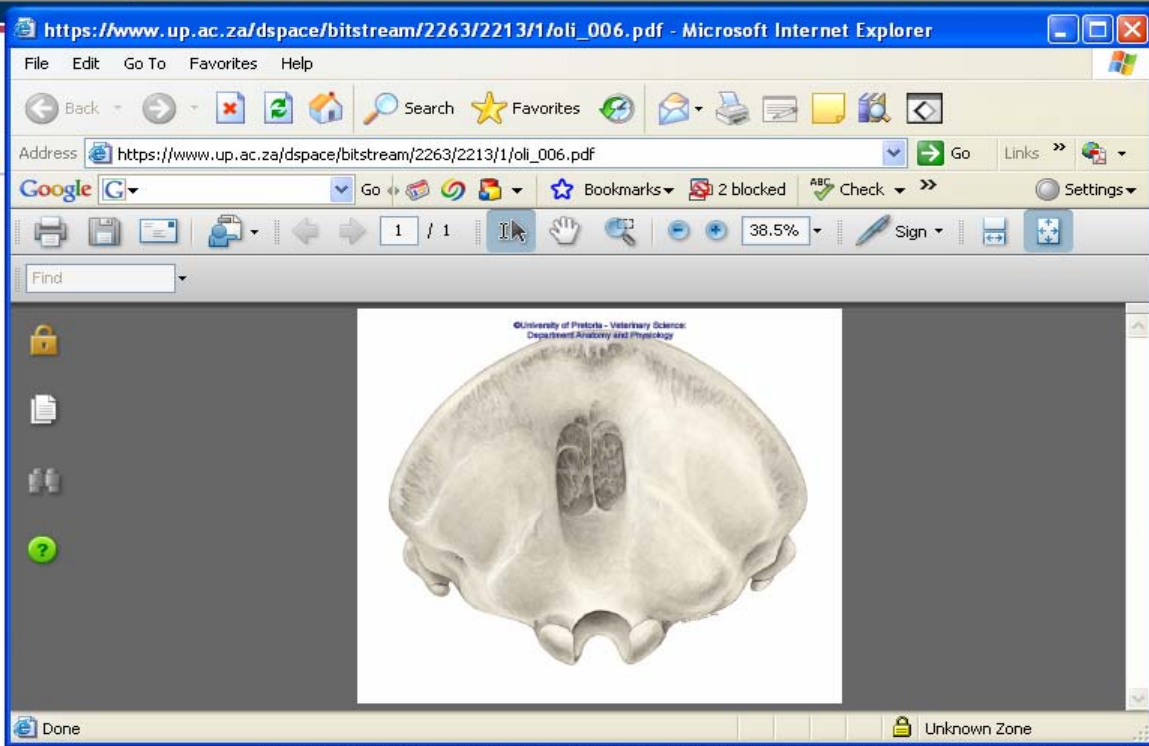 https://www.up.ac.za/dspace/bitstream/2263/2213/1/oli_006.pdf - Microsoft Internet Explorer
File Edit Go To Favorites Help
Back Search Favorites
Address https://www.up.ac.za/dspace/bitstream/2263/2213/1/oli_006.pdf Go Links »
Google G Go Bookmarks 2 blocked ABC Check » Settings
1 / 1 38.5% Sign
Find
©University of Pretoria - Veterinary Science:
Department Anatomy and Physiology
?
Done Unknown Zone